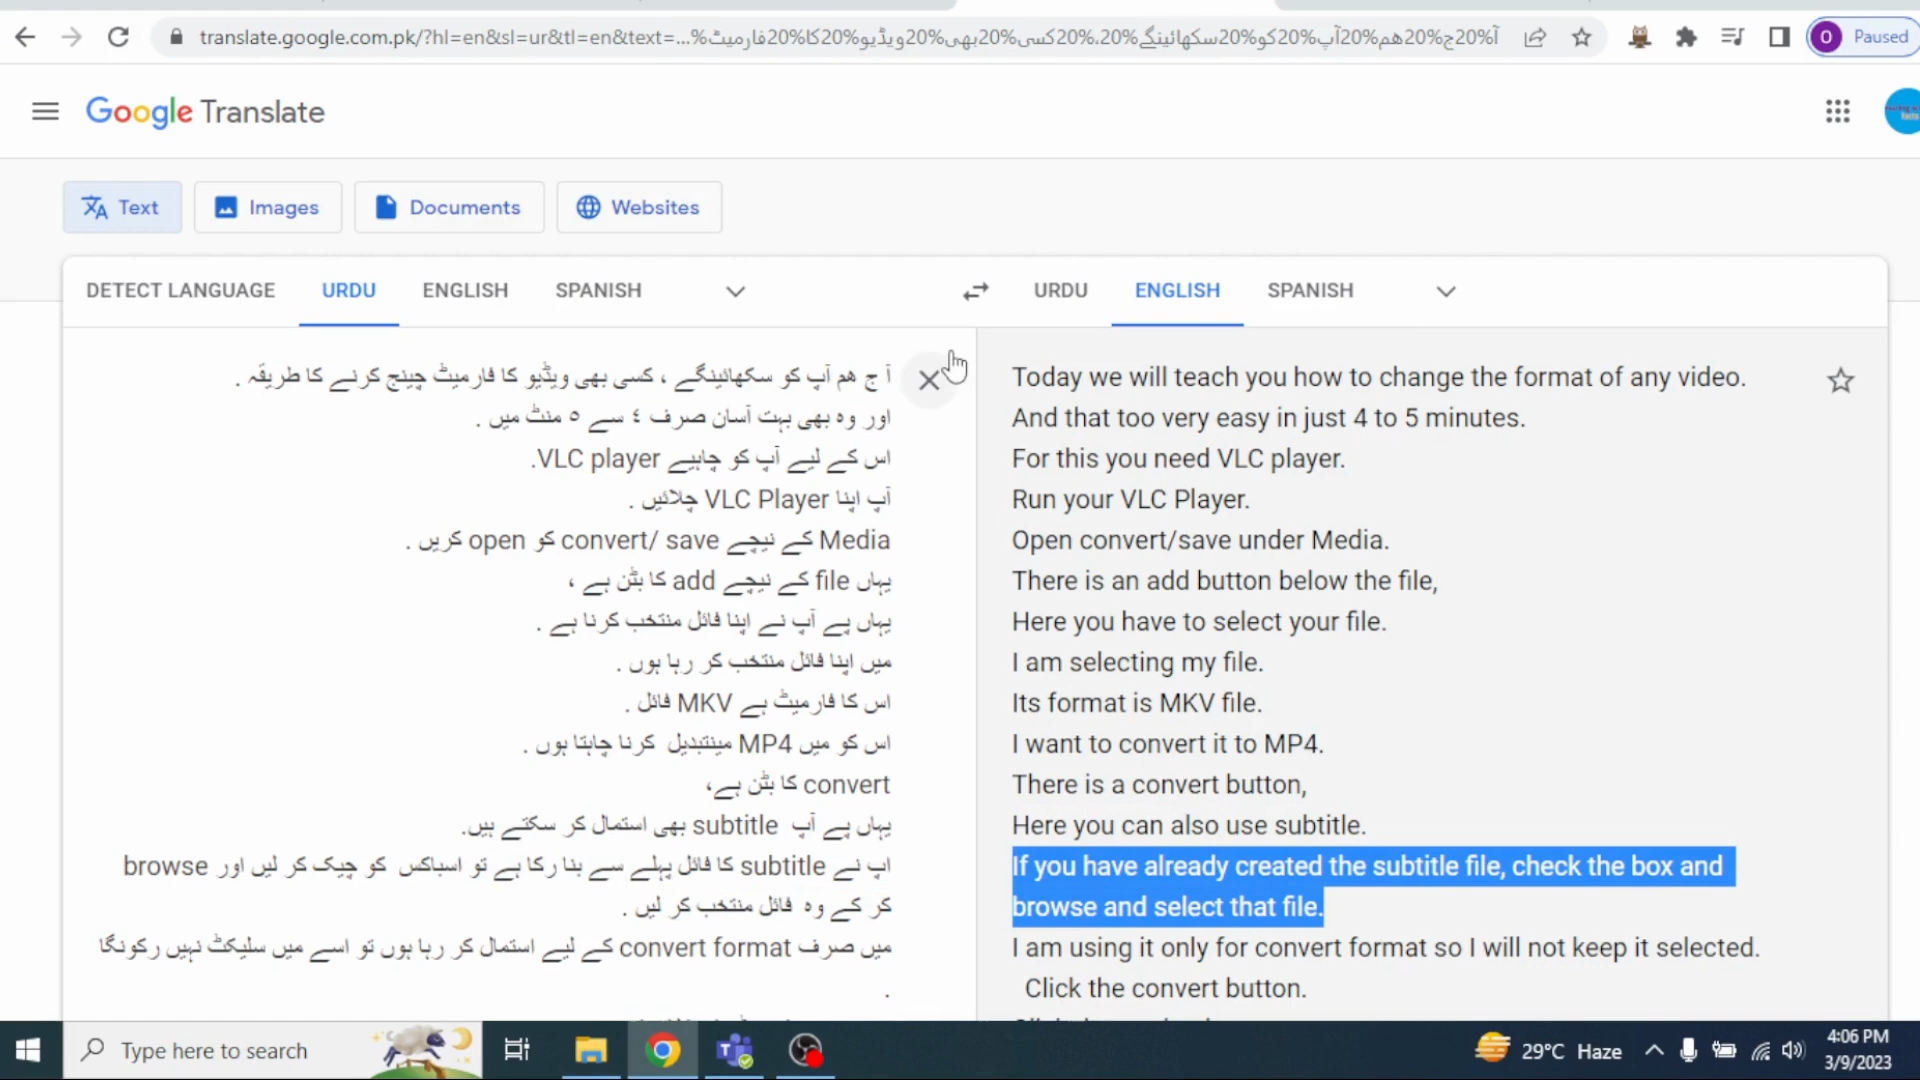 translate.google.com.pk/?hl=en&sl=ur&tl=en&text=...
Paused
Google Translate
Text
Images
Documents
Websites
DETECT LANGUAGE
URDU
ENGLISH
SPANISH
URDU
ENGLISH
SPANISH
آ ج ھم آپ کو سکھائینگے ، کسی بھی ویڈیو کا فارمیٹ چینج کرنے کا طریقہ .
اور وہ بھی بہت آسان صرف ٤ سے ٥ منٹ میں .
اس کے لیے آپ کو چاہیے VLC player.
آپ اپنا VLC Player چلائیں .
Media کے نیچے convert/ save کو open کریں .
یہاں file کے نیچے add کا بٹن ہے ،
یہاں پے آپ نے اپنا فائل منتخب کرنا ہے .
میں اپنا فائل منتخب کر رہا ہوں .
اس کا فارمیٹ ہے MKV فائل .
اس کو میں MP4 مینتبدیل کرنا چاہتا ہوں .
convert کا بٹن ہے،
یہاں پے آپ subtitle بھی استمال کر سکتے ہیں.
اپ نے subtitle کا فائل پہلے سے بنا رکا ہے تو اسباکس کو چیک کر لیں اور browse
کر کے وہ فائل منتخب کر لیں .
میں صرف convert format کے لیے استمال کر رہا ہوں تو اسے میں سلیکٹ نہیں رکونگا
.
Today we will teach you how to change the format of any video.
And that too very easy in just 4 to 5 minutes.
For this you need VLC player.
Run your VLC Player.
Open convert/save under Media.
There is an add button below the file,
Here you have to select your file.
I am selecting my file.
Its format is MKV file.
I want to convert it to MP4.
There is a convert button,
Here you can also use subtitle.
If you have already created the subtitle file, check the box and
browse and select that file.
I am using it only for convert format so I will not keep it selected.
Click the convert button.
Type here to search
29°C Haze
4:06 PM
3/9/2023